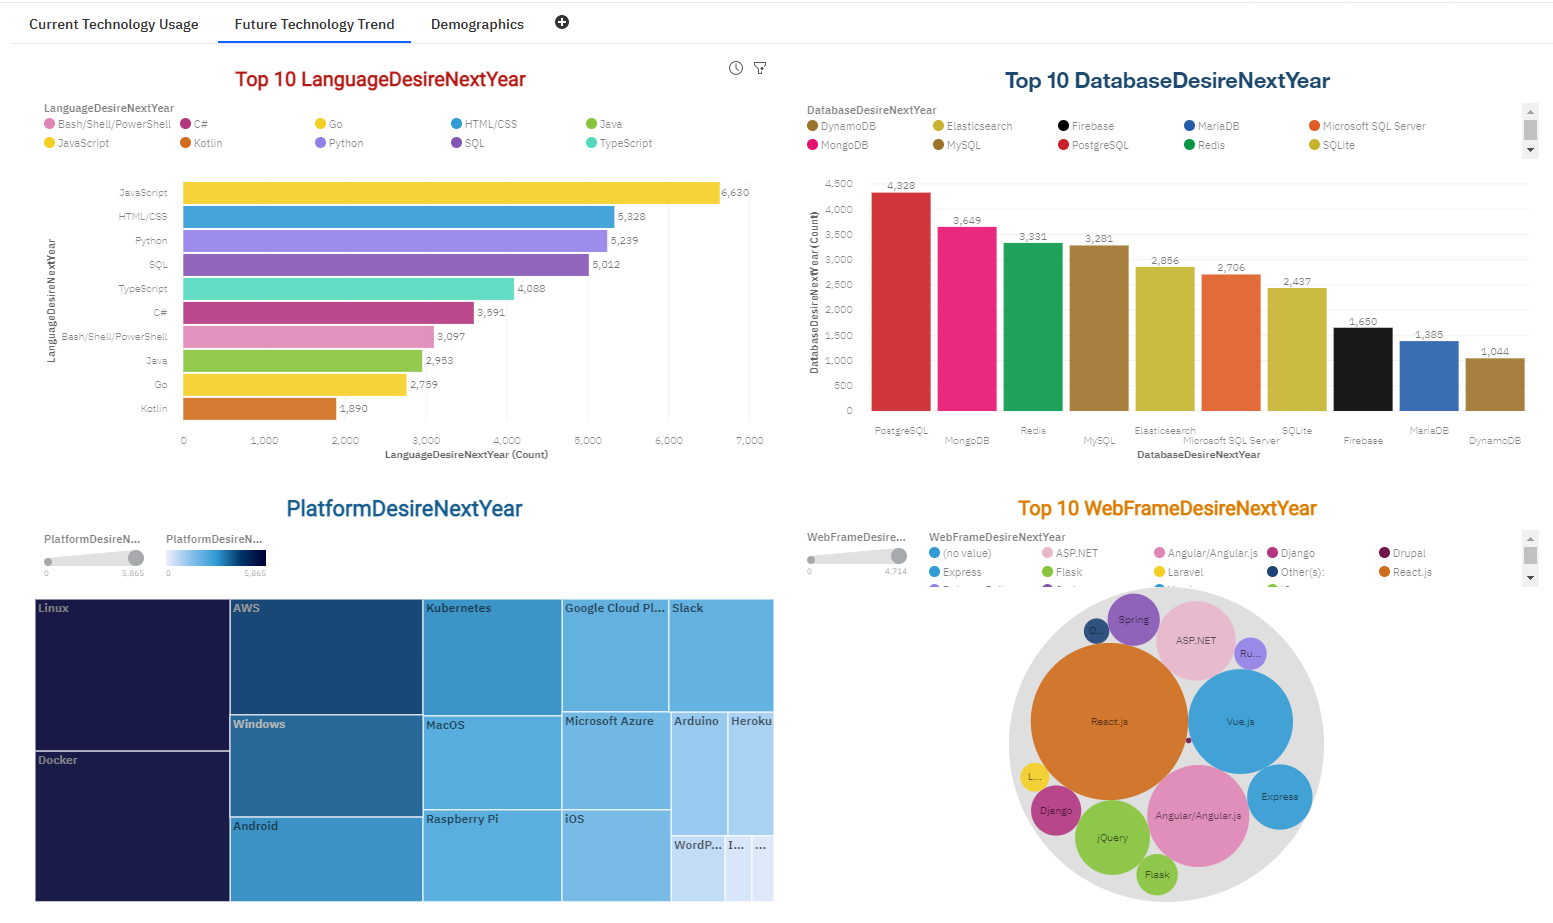 Current Technology Usage
Future Technology Trend
Demographics
Top 10 LanguageDesireNextYear
LanguageDesireNextYear
Bash/Shell/PowerShell C# Go HTML/CSS Java
JavaScript Kotlin Python SQL TypeScript
LanguageDesireNextYear
JavaScript 6,630
HTML/CSS 5,328
Python 5,239
SQL 5,012
TypeScript 4,088
C# 3,591
Bash/Shell/PowerShell 3,097
Java 2,953
Go 2,759
Kotlin 1,890
0 1,000 2,000 3,000 4,000 5,000 6,000 7,000
LanguageDesireNextYear (Count)
Top 10 DatabaseDesireNextYear
DatabaseDesireNextYear
DynamoDB Elasticsearch Firebase MariaDB Microsoft SQL Server
MongoDB MySQL PostgreSQL Redis SQLite
DatabaseDesireNextYear (Count)
4,500
4,000
3,500
3,000
2,500
2,000
1,500
1,000
500
0
4,328 3,649 3,331 3,281 2,856 2,706 2,437 1,650 1,385 1,044
PostgreSQL MongoDB Redis MySQL Elasticsearch Microsoft SQL Server SQLite Firebase MariaDB DynamoDB
DatabaseDesireNextYear
PlatformDesireNextYear
PlatformDesireN... PlatformDesireN...
0 5,865 0 5,865
Linux
Docker
AWS
Windows
Android
Kubernetes
MacOS
Raspberry Pi
Google Cloud Pl...
Slack
Microsoft Azure
iOS
Arduino
Heroku
WordP...
I...
...
Top 10 WebFrameDesireNextYear
WebFrameDesire...
0 4,714
WebFrameDesireNextYear
(no value) ASP.NET Angular/Angular.js Django Drupal
Express Flask Laravel Other(s): React.js
Spring
O...
ASP.NET
Ru...
React.js
Vue.js
L...
Django
Express
Angular/Angular.js
jQuery
Flask